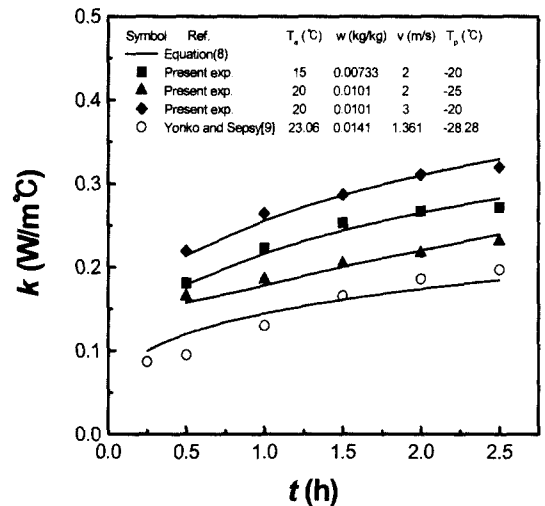 Symbol Ref. Tₐ (℃) w (kg/kg) v (m/s) Tₚ (℃)
Equation(8)
Present exp. 15 0.00733 2 -20
Present exp. 20 0.0101 2 -25
Present exp. 20 0.0101 3 -20
Yonko and Sepsy[9] 23.06 0.0141 1.361 -28.28
k (W/m℃)
0.5
0.4
0.3
0.2
0.1
0.0
0.0 0.5 1.0 1.5 2.0 2.5
t (h)